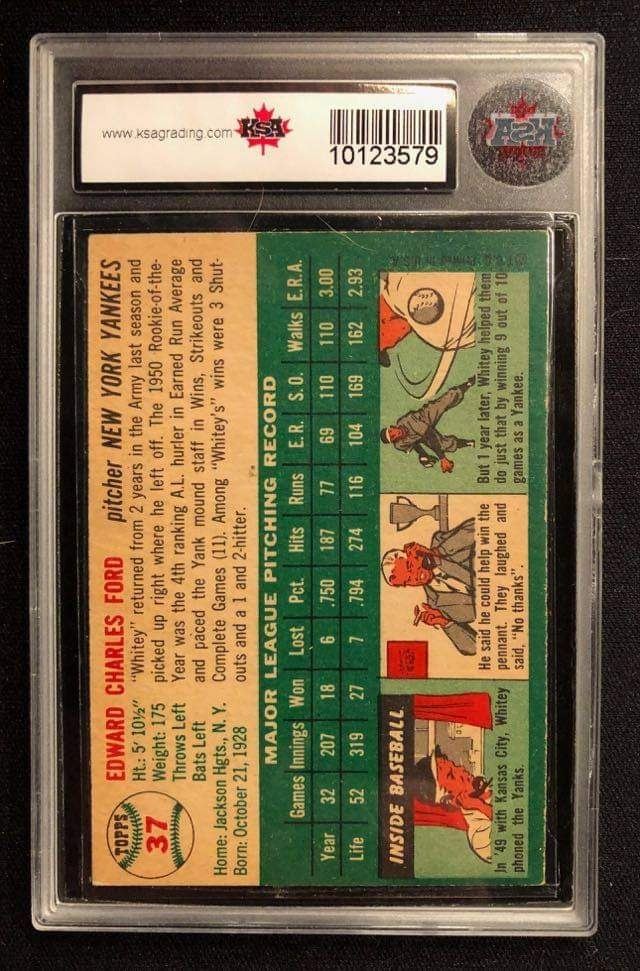 www.ksagrading.com
KSA
10123579
KSA
TOPPS
37
EDWARD CHARLES FORD pitcher NEW YORK YANKEES
Ht.: 5' 10½"
Weight: 175
Throws Left
Bats Left
Home: Jackson Hgts., N. Y.
Born: October 21, 1928
"Whitey" returned from 2 years in the Army last season and
picked up right where he left off. The 1950 Rookie-of-the-
Year was the 4th ranking A.L. hurler in Earned Run Average
and paced the Yank mound staff in Wins, Strikeouts and
Complete Games (11). Among "Whitey's" wins were 3 Shut-
outs and a 1 and 2-hitter.
MAJOR LEAGUE PITCHING RECORD
Games Innings Won Lost Pct. Hits Runs E.R. S.O. Walks E.R.A.
Year 32 207 18 6 .750 187 77 69 110 110 3.00
Life 52 319 27 7 .794 274 116 104 169 162 2.93
INSIDE BASEBALL
In '49 with Kansas City, Whitey
phoned the Yanks.
He said he could help win the
pennant. They laughed and
said, "No thanks".
But 1 year later, Whitey helped them
do just that by winning 9 out of 10
games as a Yankee.